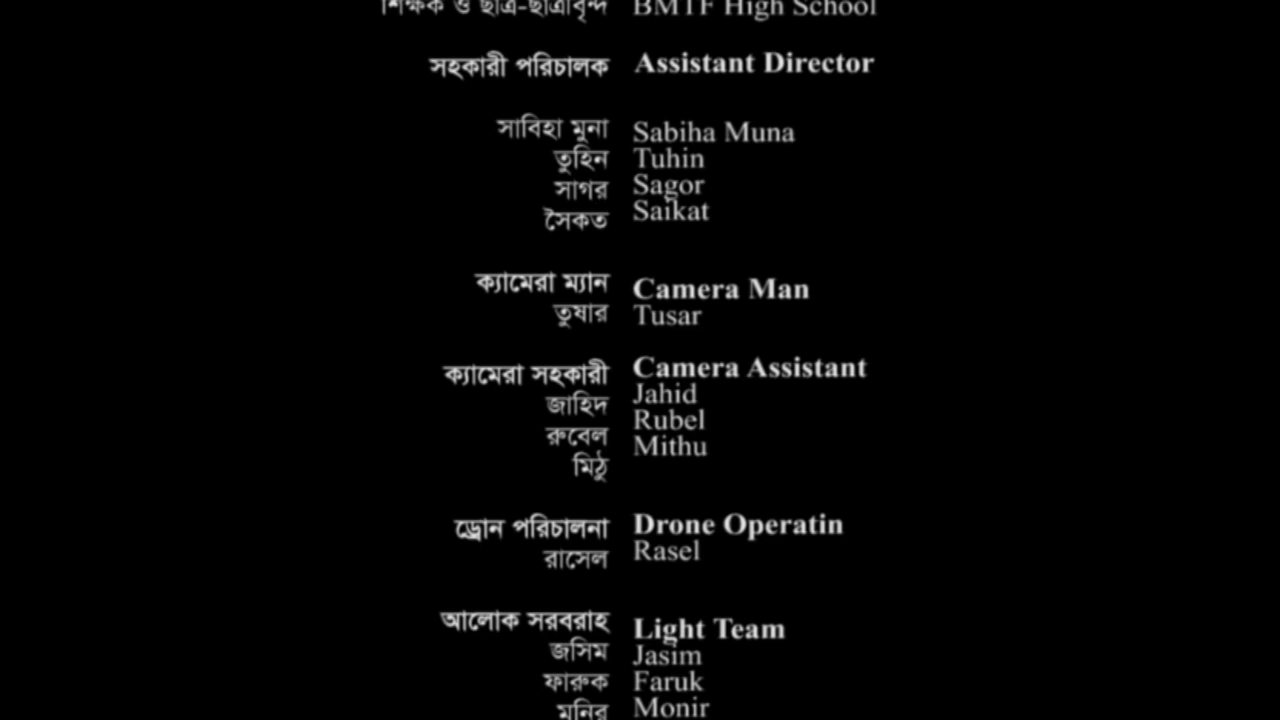 শিক্ষক ও ছাত্র-ছাত্রীবৃন্দ BMTF High School
সহকারী পরিচালক Assistant Director
সাবিহা মুনা Sabiha Muna
তুহিন Tuhin
সাগর Sagor
সৈকত Saikat
ক্যামেরা ম্যান Camera Man
তুষার Tusar
ক্যামেরা সহকারী Camera Assistant
জাহিদ Jahid
রুবেল Rubel
মিঠু Mithu
ড্রোন পরিচালনা Drone Operatin
রাসেল Rasel
আলোক সরবরাহ Light Team
জসিম Jasim
ফারুক Faruk
মনির Monir